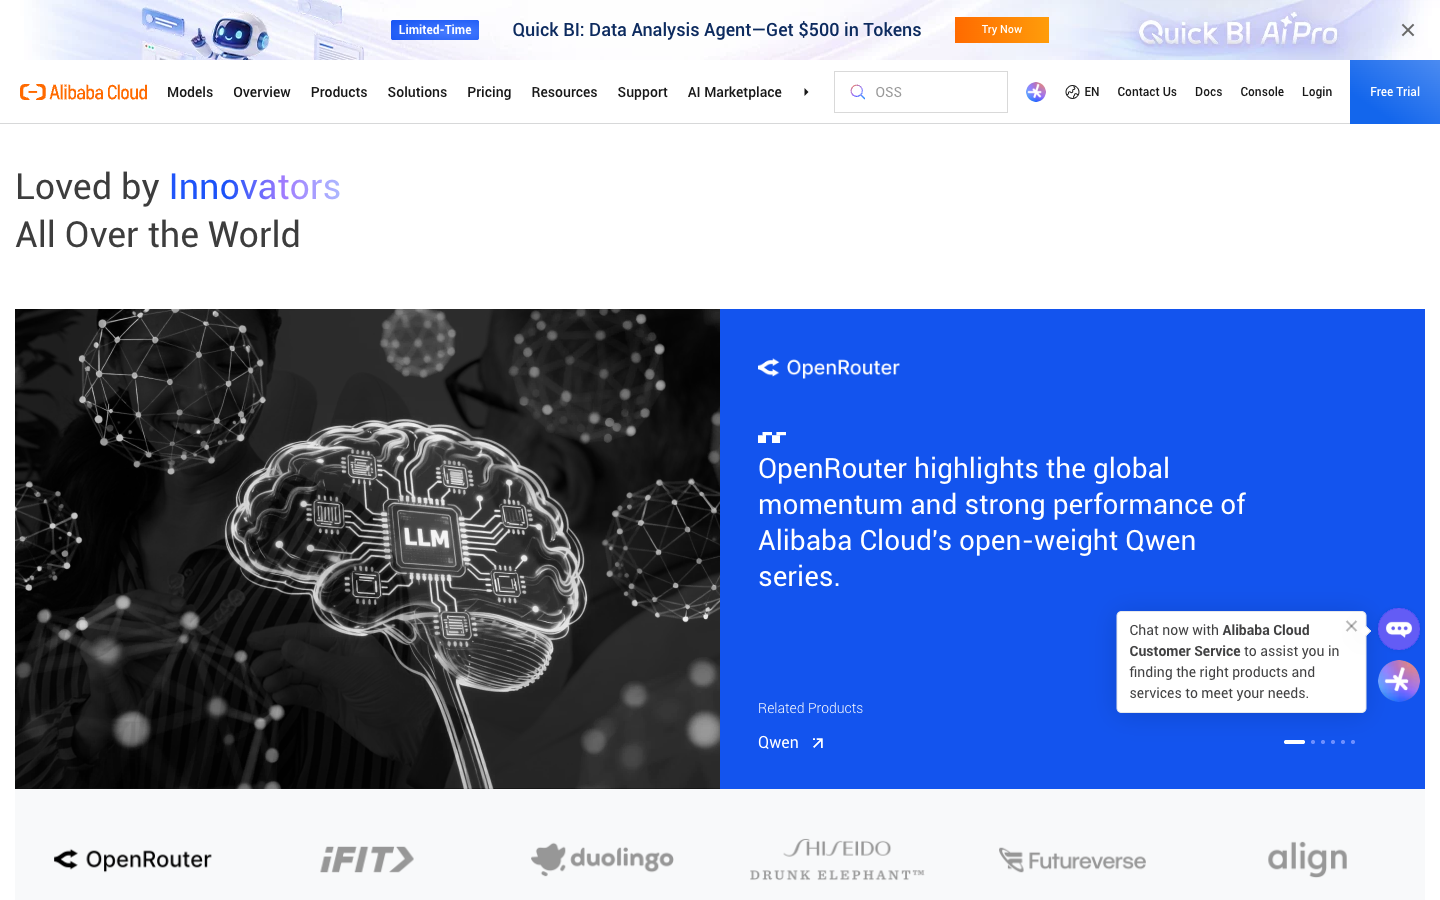 Limited-Time
Quick BI: Data Analysis Agent—Get $500 in Tokens
Try Now
Quick BI AiPro
Alibaba Cloud
Models
Overview
Products
Solutions
Pricing
Resources
Support
AI Marketplace
OSS
EN
Contact Us
Docs
Console
Login
Free Trial
Loved by Innovators
All Over the World
LLM
OpenRouter
OpenRouter highlights the global
momentum and strong performance of
Alibaba Cloud's open-weight Qwen
series.
Chat now with Alibaba Cloud
Customer Service to assist you in
finding the right products and
services to meet your needs.
Related Products
Qwen
OpenRouter
iFIT
duolingo
SHISEIDO
DRUNK ELEPHANT™
Futureverse
align